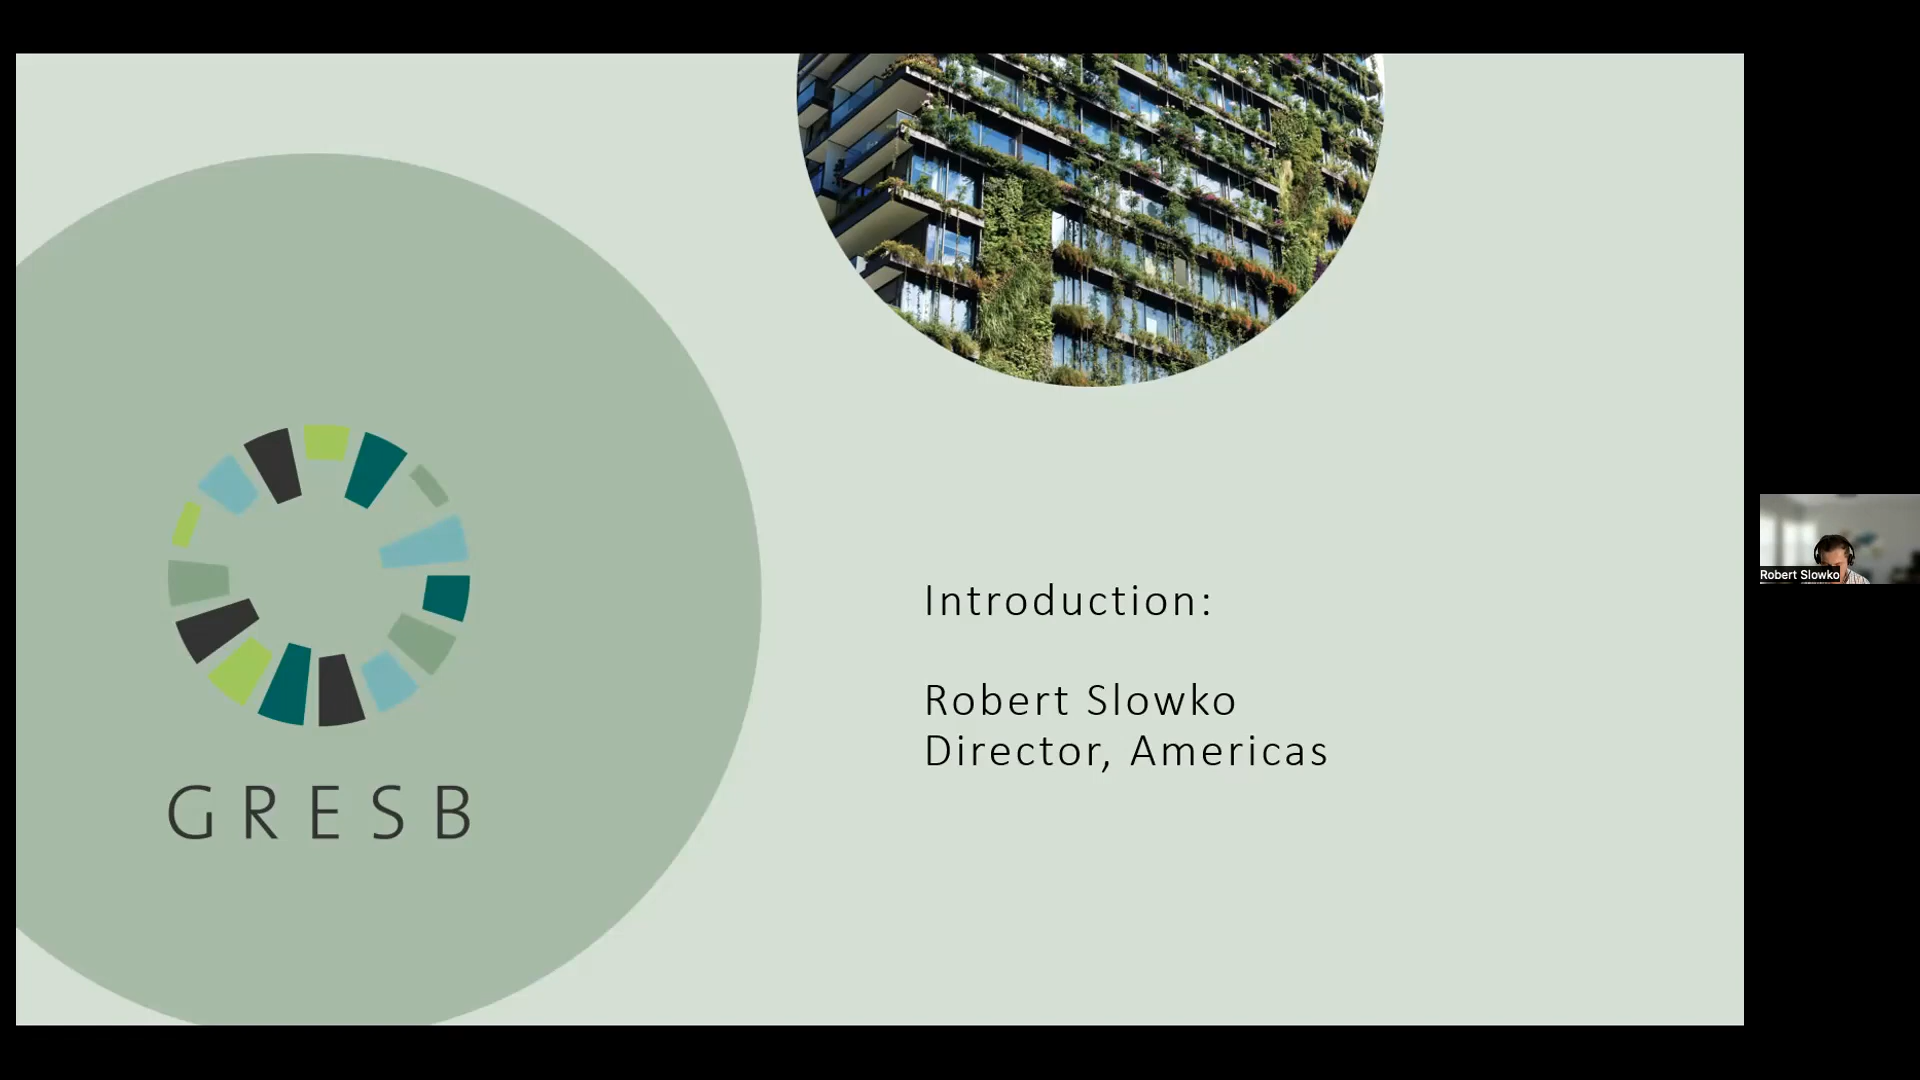 GRESB
Introduction:
Robert Slowko
Director, Americas
Robert Slowko